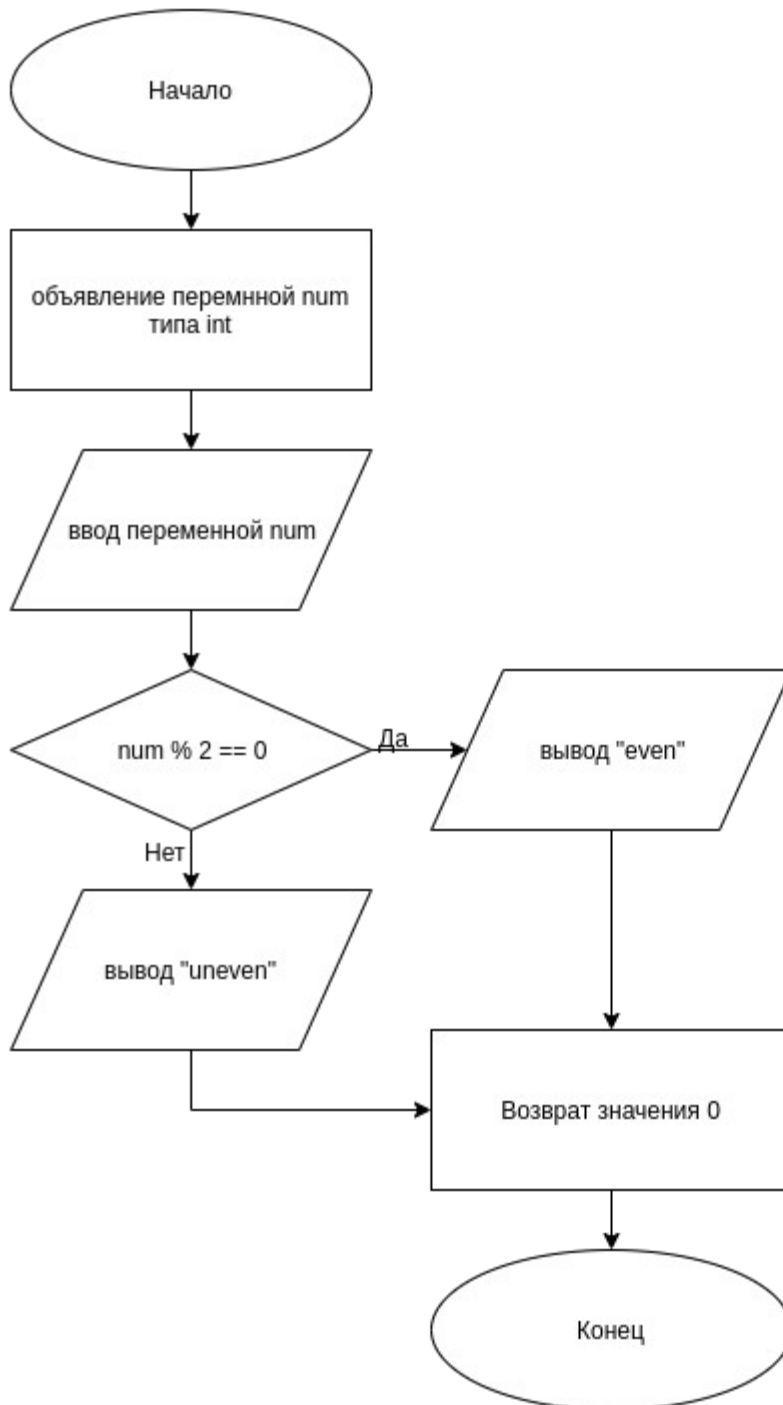 Начало
объявление перемнной num
типа int
ввод переменной num
num % 2 == 0
Да
вывод "even"
Нет
вывод "uneven"
Возврат значения 0
Конец